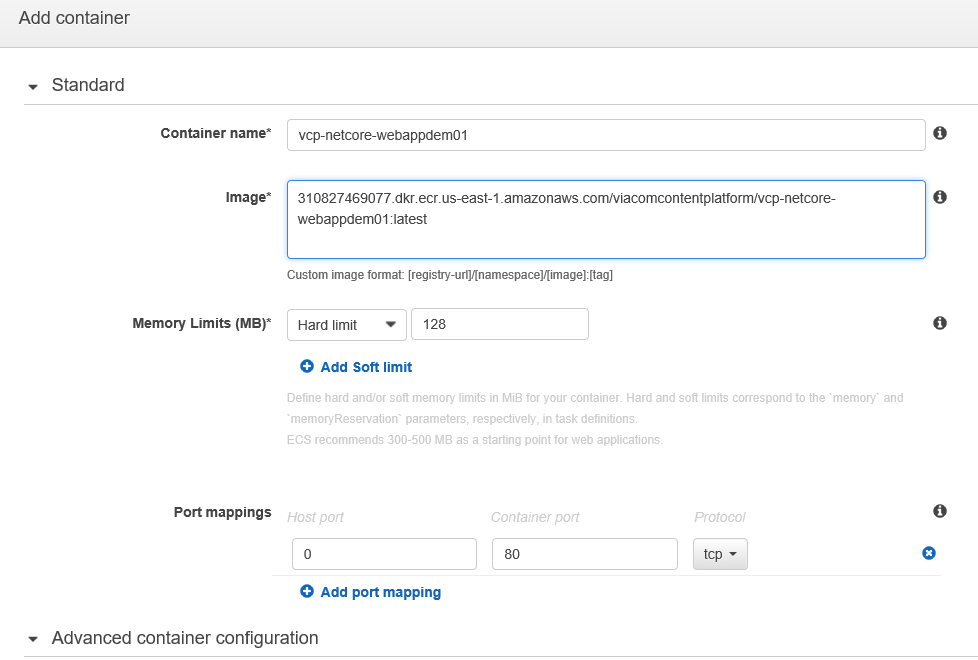 Add container
Standard
Container name*
vcp-netcore-webappdem01
Image*
310827469077.dkr.ecr.us-east-1.amazonaws.com/viacomcontentplatform/vcp-netcore-
webappdem01:latest
Custom image format: [registry-url]/[namespace]/[image]:[tag]
Memory Limits (MB)*
Hard limit
128
Add Soft limit
Define hard and/or soft memory limits in MiB for your container. Hard and soft limits correspond to the `memory` and
`memoryReservation` parameters, respectively, in task definitions.
ECS recommends 300-500 MB as a starting point for web applications.
Port mappings
Host port Container port Protocol
0 80 tcp
Add port mapping
Advanced container configuration